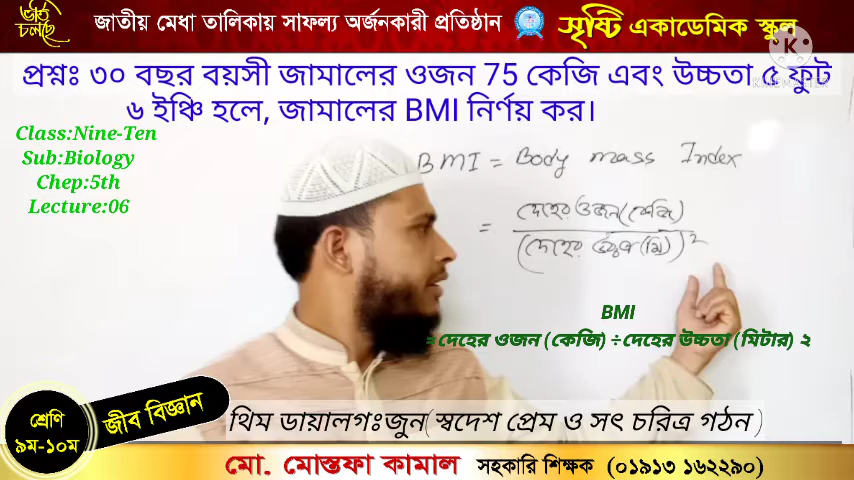 ভর্তি চলছে
জাতীয় মেধা তালিকায় সাফল্য অর্জনকারী প্রতিষ্ঠান সৃষ্টি একাডেমিক স্কুল
প্রশ্নঃ ৩০ বছর বয়সী জামালের ওজন 75 কেজি এবং উচ্চতা ৫ ফুট
৬ ইঞ্চি হলে, জামালের BMI নির্ণয় কর।
Class:Nine-Ten
Sub:Biology
Chep:5th
Lecture:06
BMI = Body mass Index
= দেহের ওজন (কেজি)
(দেহের উচ্চতা (মি))2
BMI
=দেহের ওজন (কেজি) ÷দেহের উচ্চতা (মিটার) ২
শ্রেণি
৯ম-১০ম
জীব বিজ্ঞান
থিম ডায়ালগঃজুন(স্বদেশ প্রেম ও সৎ চরিত্র গঠন)
মো. মোস্তফা কামাল সহকারি শিক্ষক (০১৯১৩ ১৬২২৯০)